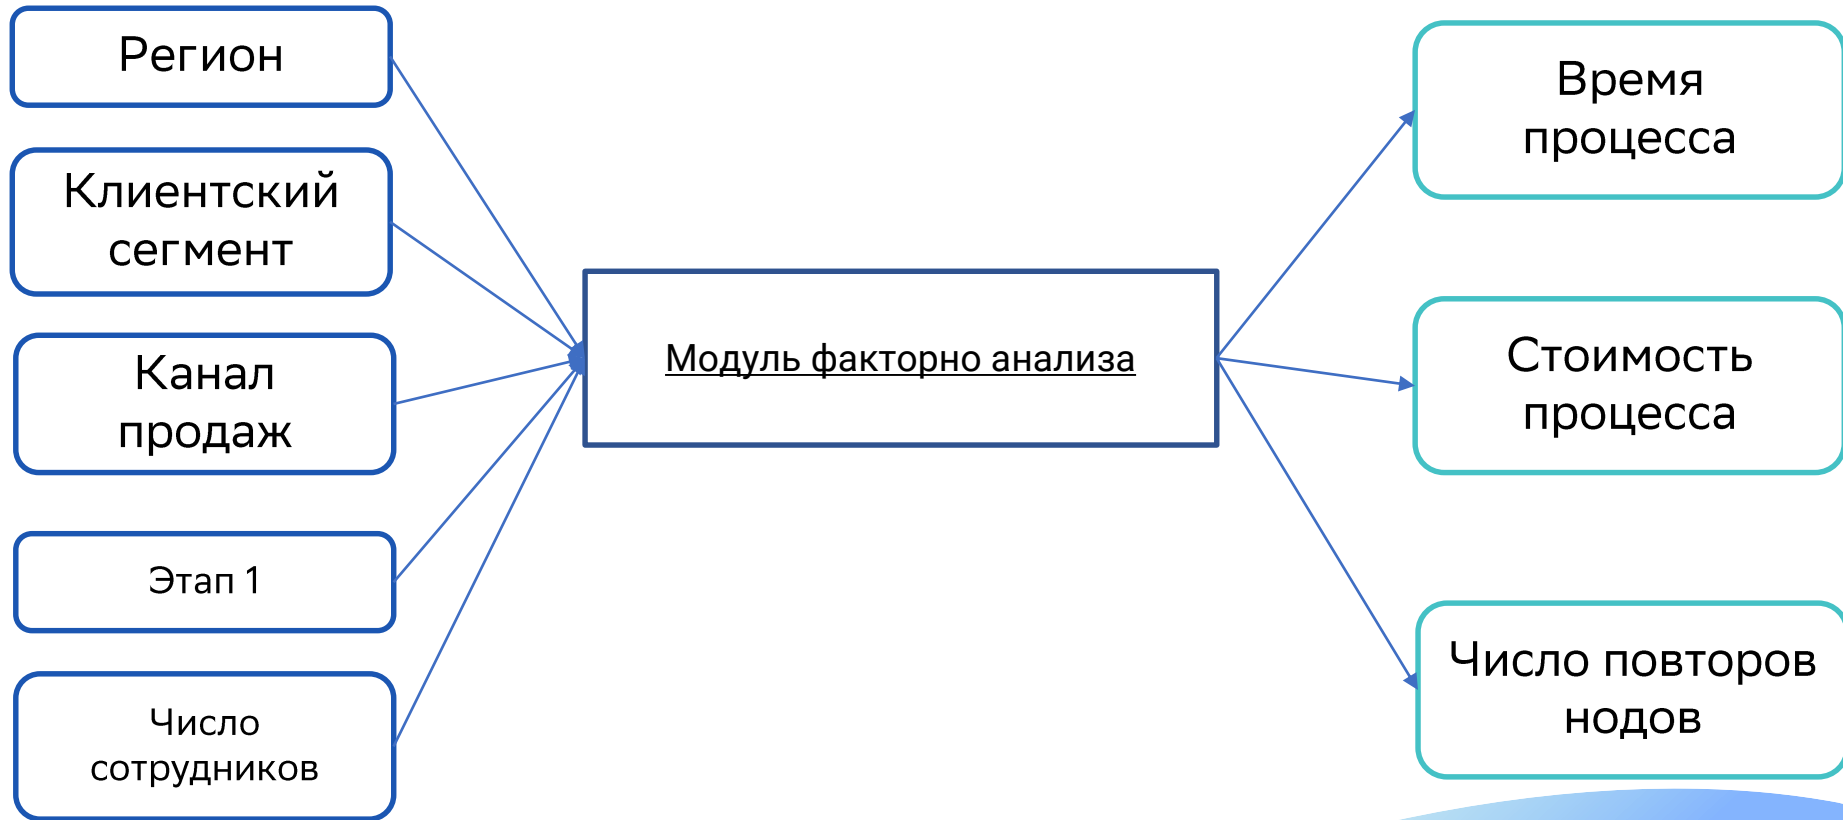 Регион
Клиентский
сегмент
Канал
продаж
Этап 1
Число
сотрудников
Модуль факторно анализа
Время
процесса
Стоимость
процесса
Число повторов
нодов